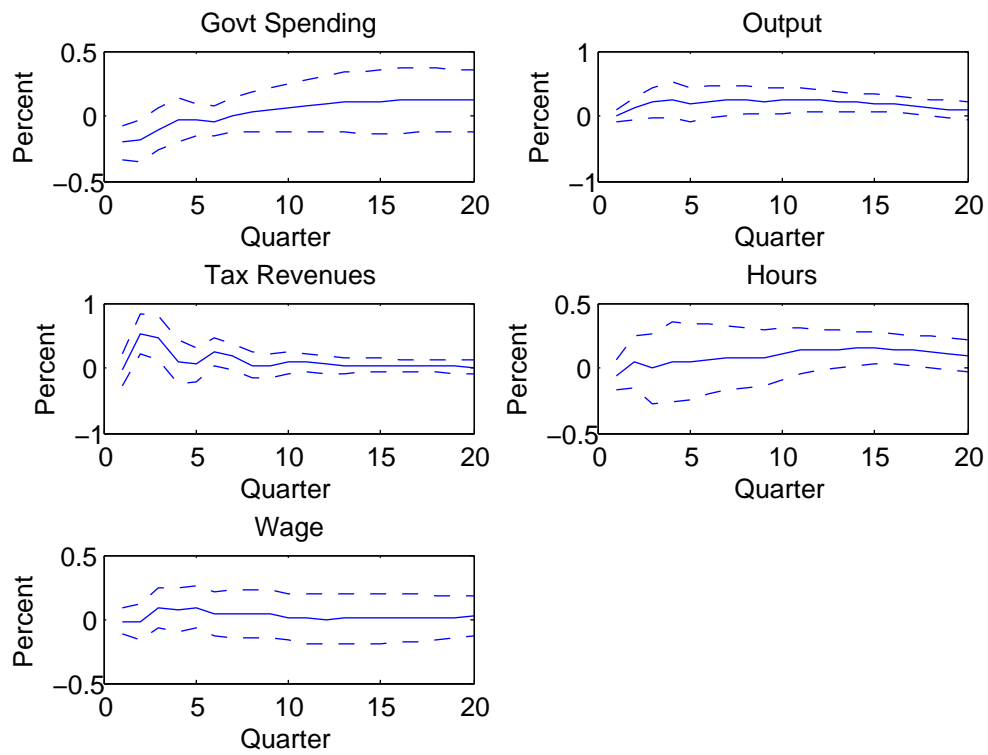 Govt Spending
0.5
0
−0.5
Percent
0 5 10 15 20
Quarter
Output
1
0
−1
Percent
0 5 10 15 20
Quarter
Tax Revenues
1
0
−1
Percent
0 5 10 15 20
Quarter
Hours
0.5
0
−0.5
Percent
0 5 10 15 20
Quarter
Wage
0.5
0
−0.5
Percent
0 5 10 15 20
Quarter